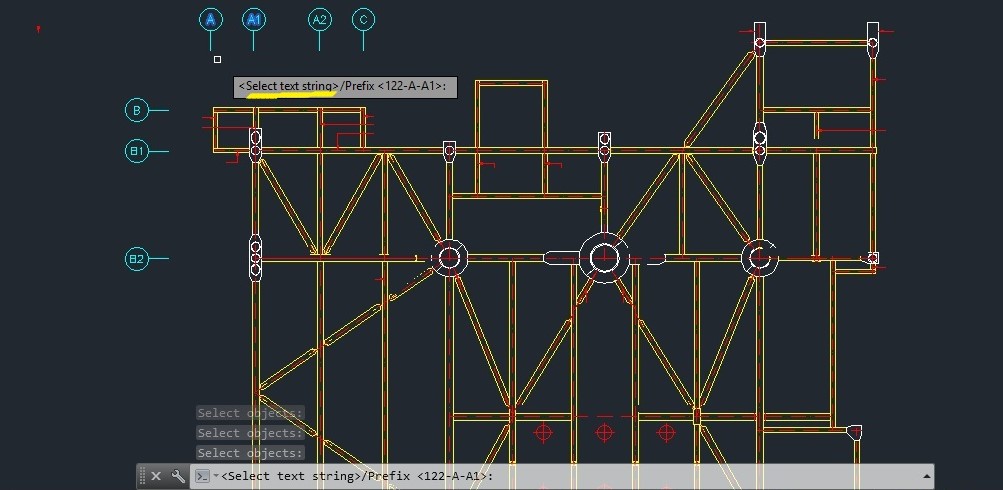 A
A1
A2
C
<Select text string>/Prefix <122-A-A1>:
B
B1
B2
Select objects:
Select objects:
Select objects:
<Select text string>/Prefix <122-A-A1>: